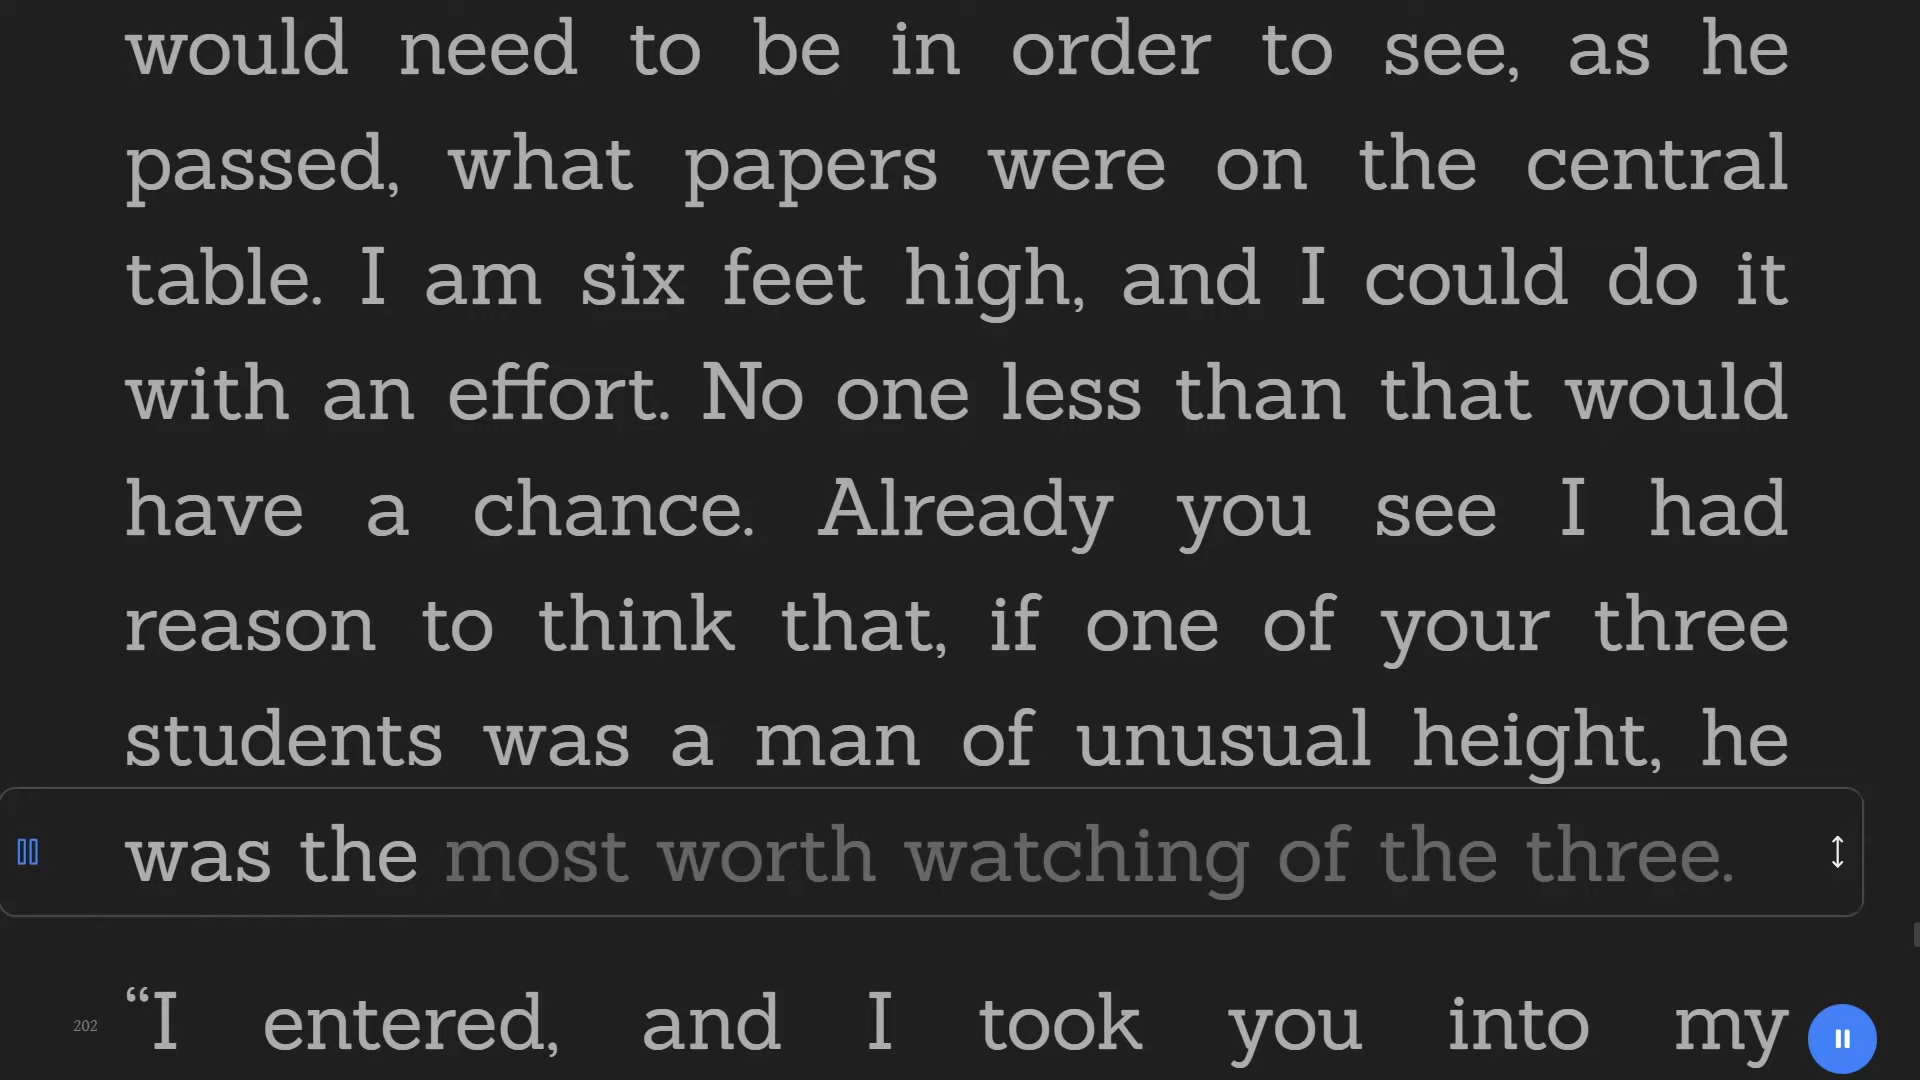 would need to be in order to see, as he
passed, what papers were on the central
table. I am six feet high, and I could do it
with an effort. No one less than that would
have a chance. Already you see I had
reason to think that, if one of your three
students was a man of unusual height, he
was the most worth watching of the three.
202
“I entered, and I took you into my